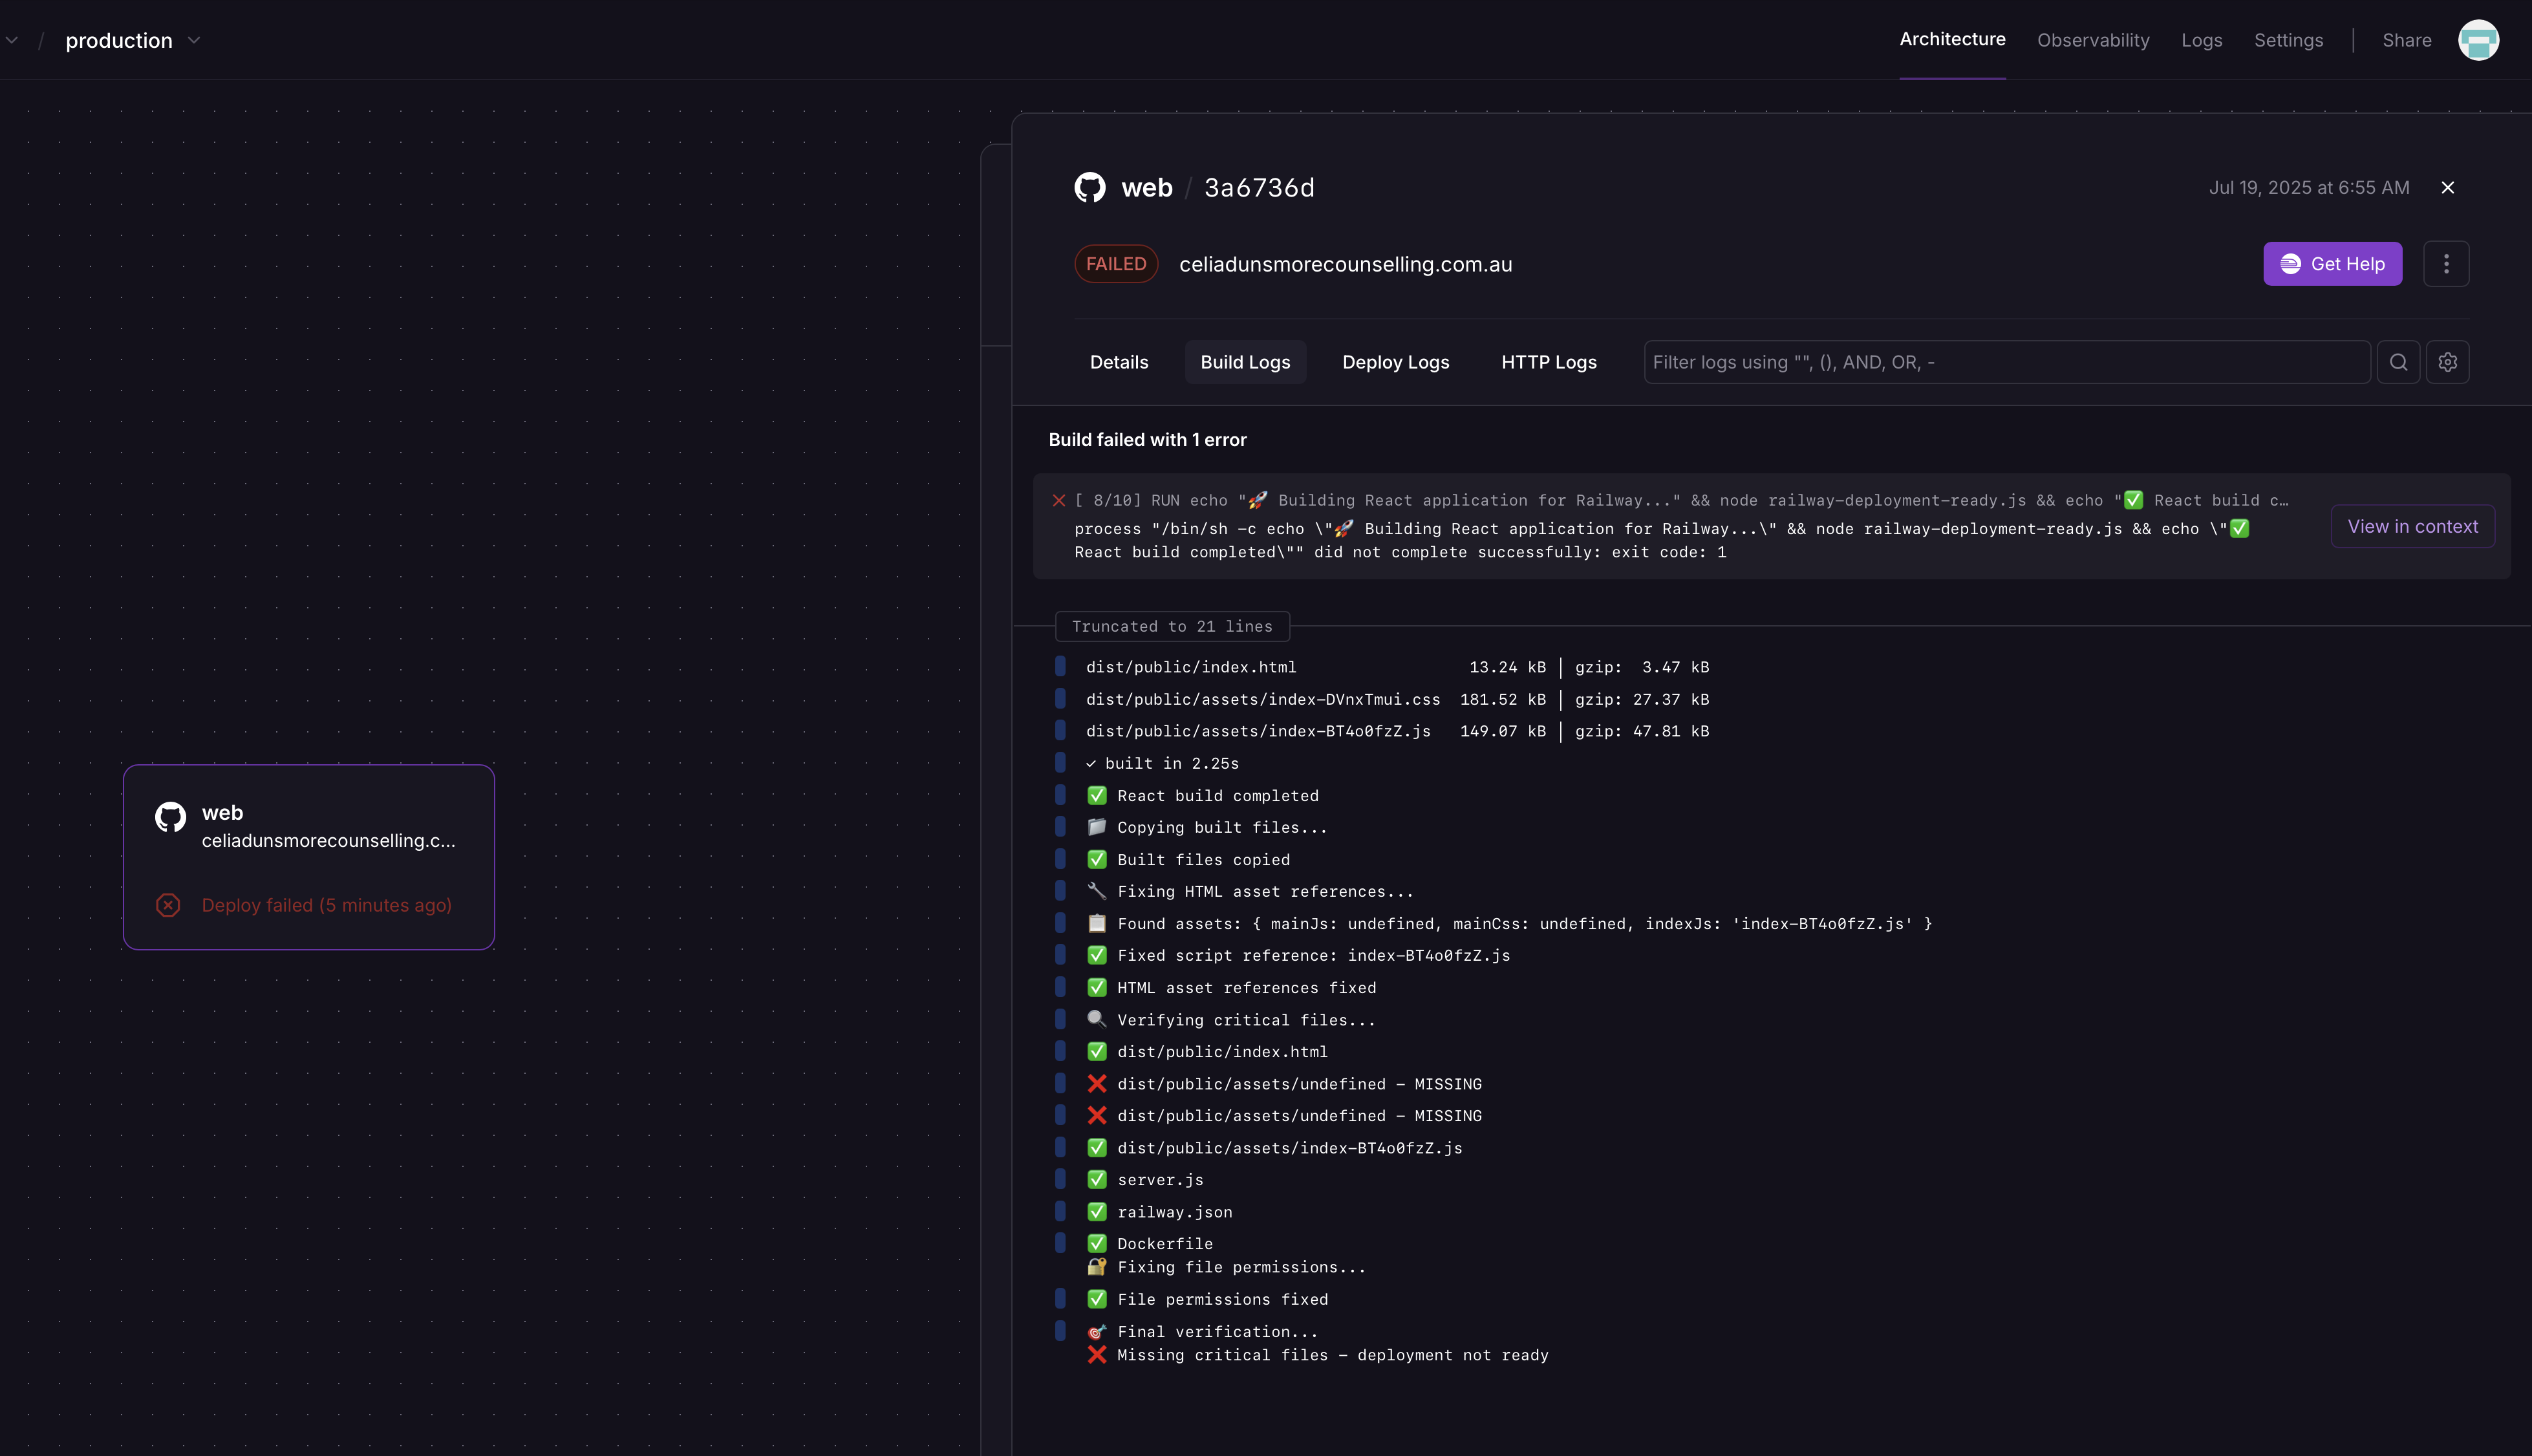 / production
Architecture Observability Logs Settings Share
web / 3a6736d
Jul 19, 2025 at 6:55 AM
FAILED celiadunsmorecounselling.com.au
Get Help
Details Build Logs Deploy Logs HTTP Logs Filter logs using "", (), AND, OR, -
Build failed with 1 error
[ 8/10] RUN echo "🚀 Building React application for Railway..." && node railway-deployment-ready.js && echo "✅ React build c…
process "/bin/sh -c echo \"🚀 Building React application for Railway...\" && node railway-deployment-ready.js && echo \"✅
React build completed\"" did not complete successfully: exit code: 1
View in context
Truncated to 21 lines
dist/public/index.html 13.24 kB │ gzip: 3.47 kB
dist/public/assets/index-DVnxTmui.css 181.52 kB │ gzip: 27.37 kB
dist/public/assets/index-BT4o0fzZ.js 149.07 kB │ gzip: 47.81 kB
✓ built in 2.25s
✅ React build completed
📁 Copying built files...
✅ Built files copied
🔧 Fixing HTML asset references...
📋 Found assets: { mainJs: undefined, mainCss: undefined, indexJs: 'index-BT4o0fzZ.js' }
✅ Fixed script reference: index-BT4o0fzZ.js
✅ HTML asset references fixed
🔍 Verifying critical files...
✅ dist/public/index.html
❌ dist/public/assets/undefined - MISSING
❌ dist/public/assets/undefined - MISSING
✅ dist/public/assets/index-BT4o0fzZ.js
✅ server.js
✅ railway.json
✅ Dockerfile
🔐 Fixing file permissions...
✅ File permissions fixed
🎯 Final verification...
❌ Missing critical files - deployment not ready
web
celiadunsmorecounselling.c...
Deploy failed (5 minutes ago)